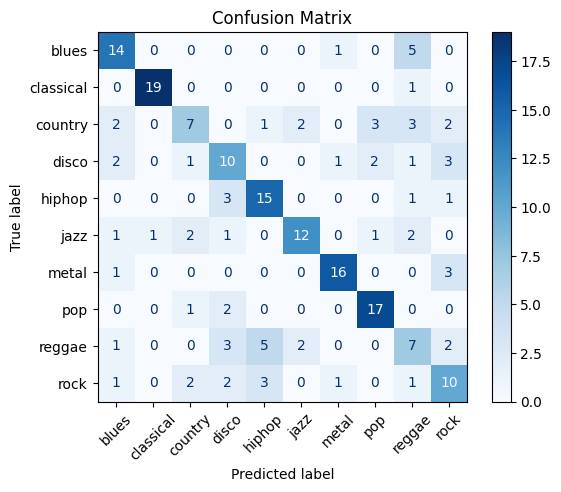 Confusion Matrix
True label
blues 14 0 0 0 0 0 1 0 5 0
classical 0 19 0 0 0 0 0 0 1 0
country 2 0 7 0 1 2 0 3 3 2
disco 2 0 1 10 0 0 1 2 1 3
hiphop 0 0 0 3 15 0 0 0 1 1
jazz 1 1 2 1 0 12 0 1 2 0
metal 1 0 0 0 0 0 16 0 0 3
pop 0 0 1 2 0 0 0 17 0 0
reggae 1 0 0 3 5 2 0 0 7 2
rock 1 0 2 2 3 0 1 0 1 10
blues classical country disco hiphop jazz metal pop reggae rock
Predicted label
17.5
15.0
12.5
10.0
7.5
5.0
2.5
0.0